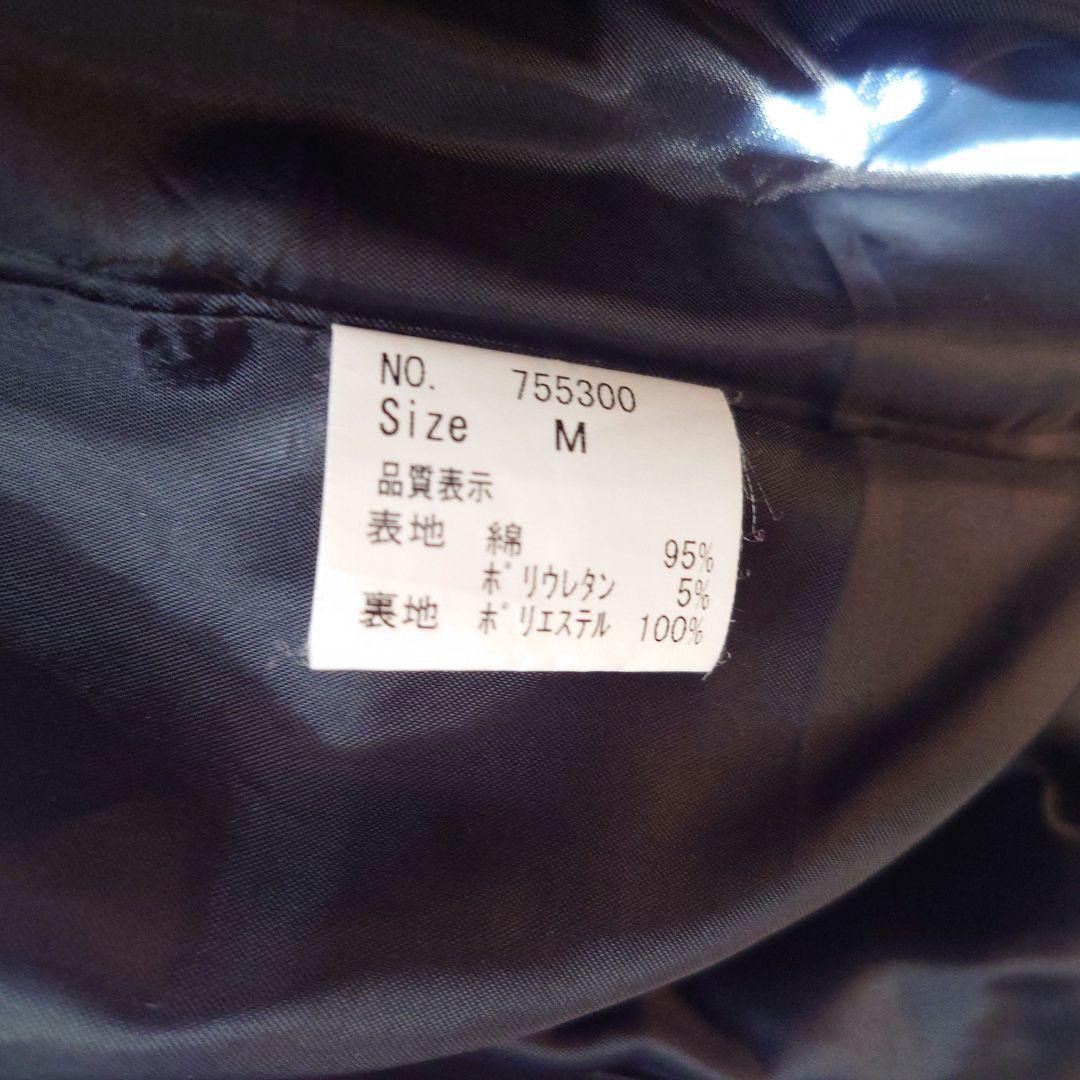 NO. 755300
Size M
品質表示
表地 綿 95%
ポリウレタン 5%
裏地 ポリエステル 100%